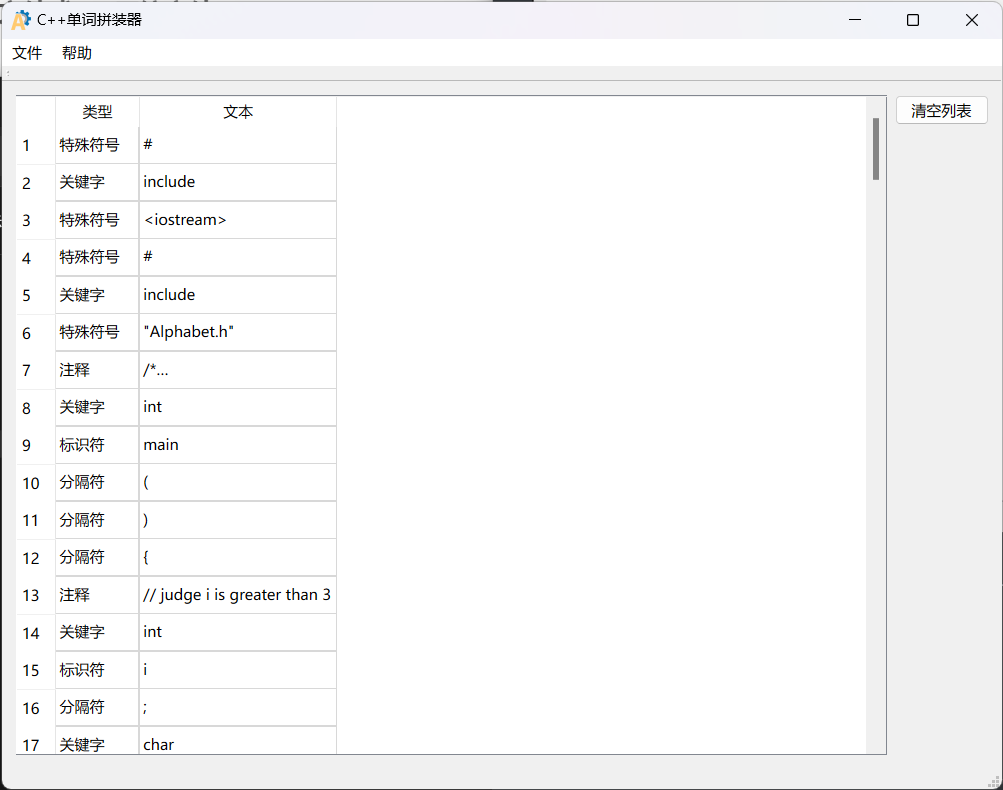 C++单词拼装器
文件 帮助
类型 文本 清空列表
1 特殊符号 #
2 关键字 include
3 特殊符号 <iostream>
4 特殊符号 #
5 关键字 include
6 特殊符号 "Alphabet.h"
7 注释 /*...
8 关键字 int
9 标识符 main
10 分隔符 (
11 分隔符 )
12 分隔符 {
13 注释 // judge i is greater than 3
14 关键字 int
15 标识符 i
16 分隔符 ;
17 关键字 char